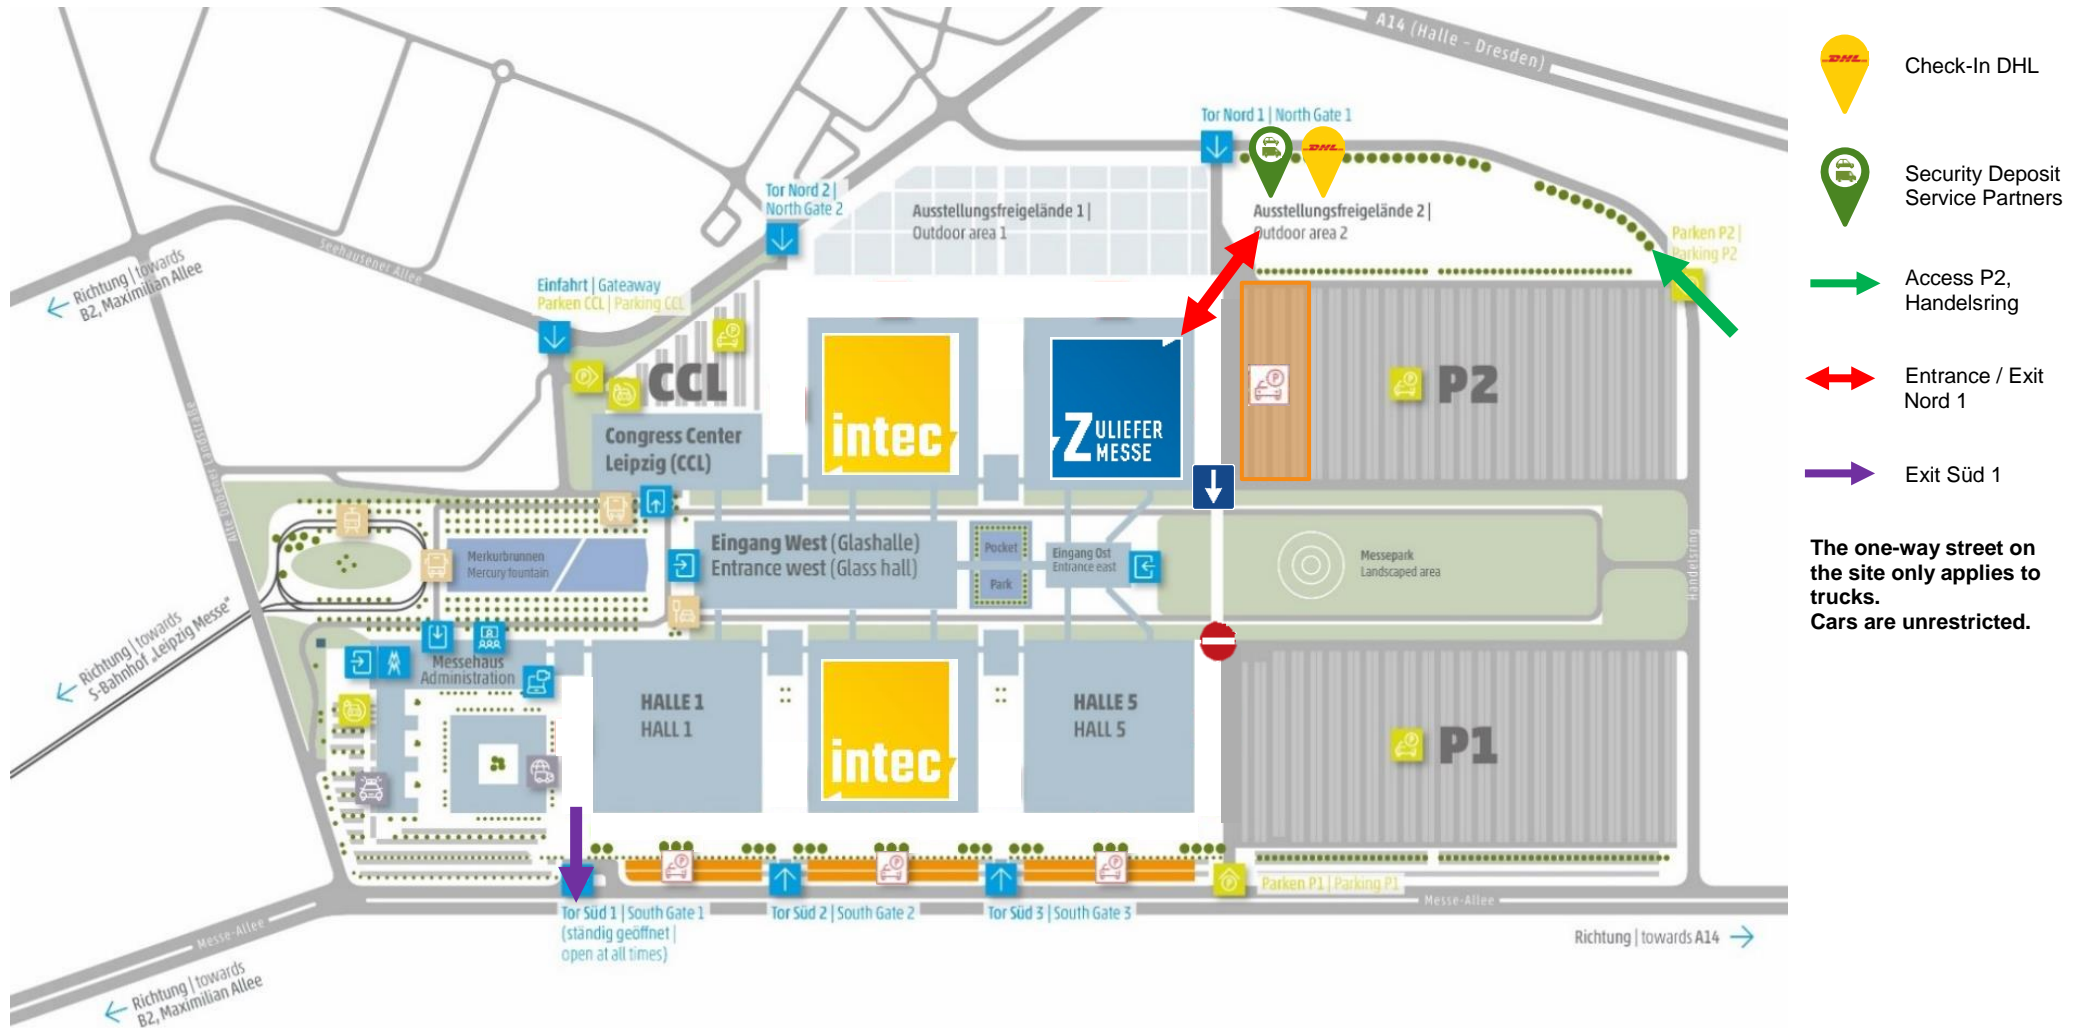 A14 (Halle – Dresden)
DHL
Check-In DHL
Tor Nord 1 | North Gate 1
DHL
Security Deposit
Service Partners
Tor Nord 2 |
North Gate 2
Ausstellungsfreigelände 1 |
Outdoor area 1
Ausstellungsfreigelände 2 |
Outdoor area 2
Parken P2 |
Parking P2
Seehausener Allee
Richtung | towards
B2, Maximilian Allee
Einfahrt | Gateaway
Parken CCL | Parking CCL
Access P2,
Handelsring
CCL
P2
Entrance / Exit
Nord 1
intec
ZULIEFER
MESSE
Congress Center
Leipzig (CCL)
Exit Süd 1
Alte Dübener Landstraße
Merkurbrunnen
Mercury fountain
Eingang West (Glashalle)
Entrance west (Glass hall)
Pocket
Park
Eingang Ost
Entrance east
Messepark
Landscaped area
Handelsring
The one-way street on
the site only applies to
trucks.
Cars are unrestricted.
Richtung | towards
S-Bahnhof „Leipzig Messe“
Messehaus
Administration
HALLE 1
HALL 1
intec
HALLE 5
HALL 5
P1
Parken P1 | Parking P1
Messe-Allee
Tor Süd 1 | South Gate 1
(ständig geöffnet |
open at all times)
Tor Süd 2 | South Gate 2
Tor Süd 3 | South Gate 3
Messe-Allee
Richtung | towards A14
Richtung | towards
B2, Maximilian Allee